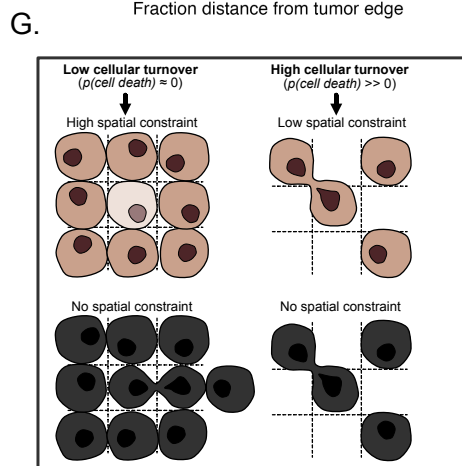 Fraction distance from tumor edge
G.
Low cellular turnover
(p(cell death) ≈ 0)
High cellular turnover
(p(cell death) >> 0)
High spatial constraint
Low spatial constraint
No spatial constraint
No spatial constraint